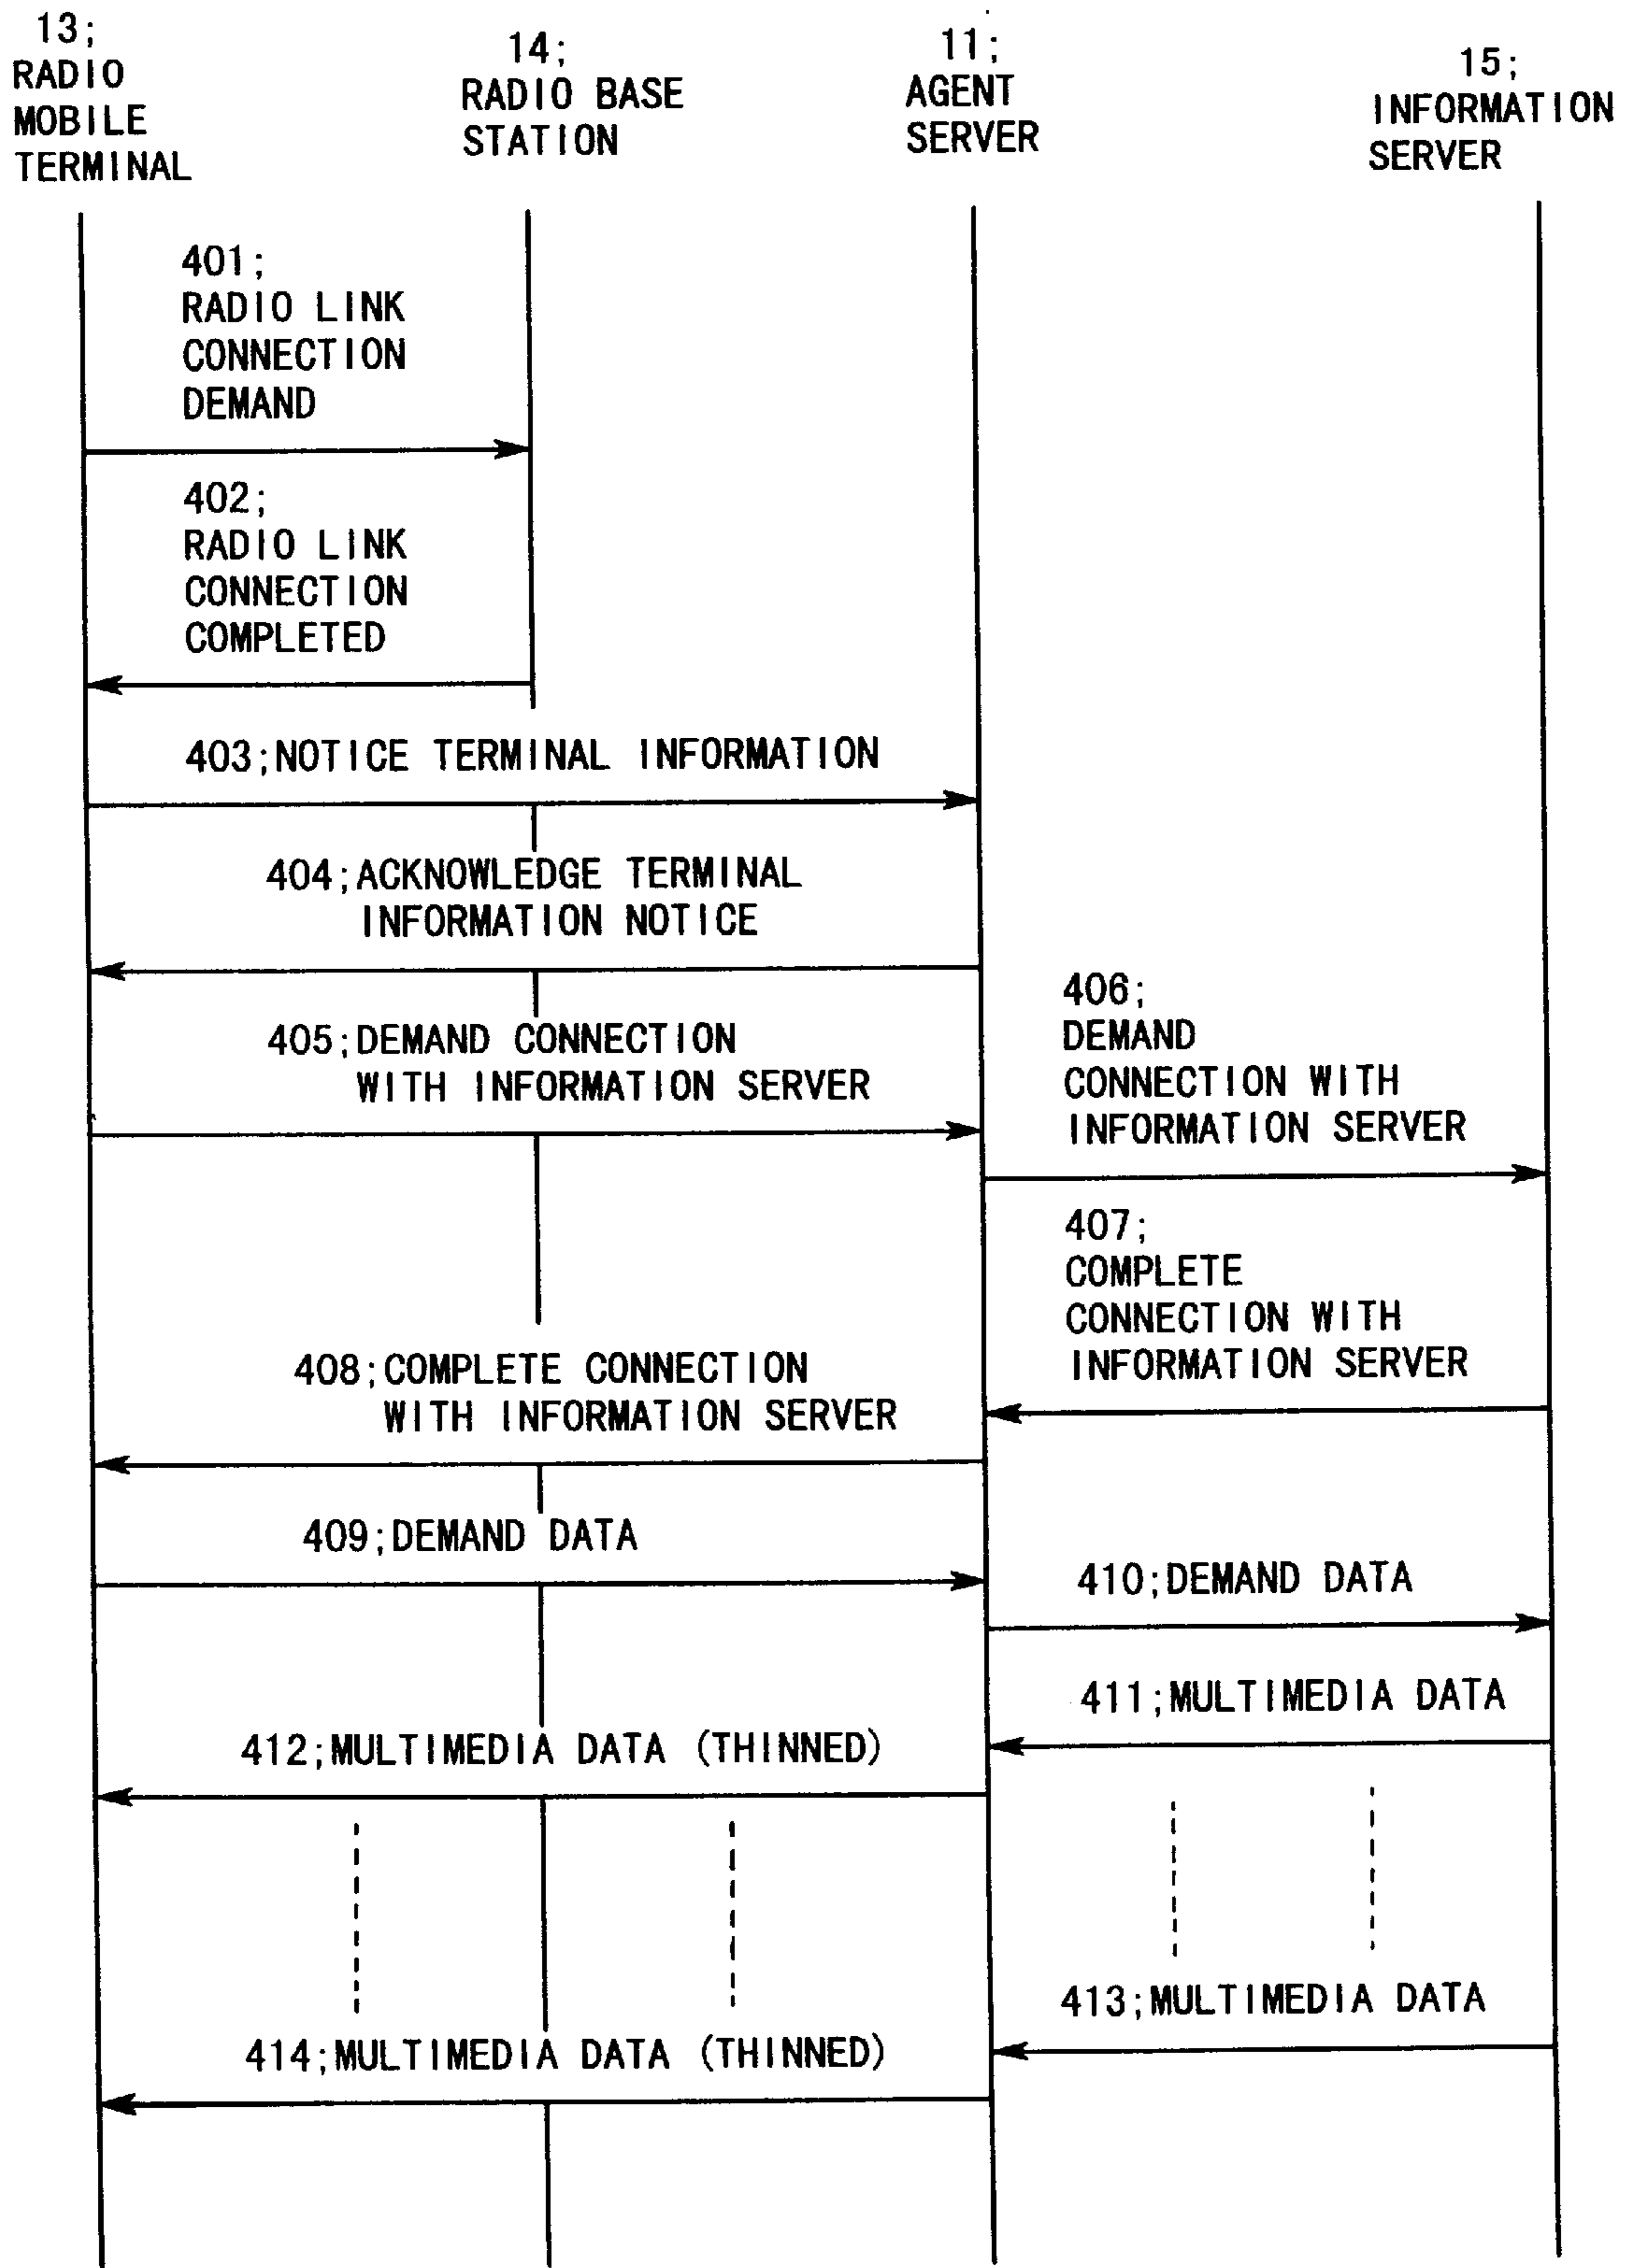 13;
RADIO
MOBILE
TERMINAL
14;
RADIO BASE
STATION
11;
AGENT
SERVER
15;
INFORMATION
SERVER
401;
RADIO LINK
CONNECTION
DEMAND
402;
RADIO LINK
CONNECTION
COMPLETED
403;NOTICE TERMINAL INFORMATION
404;ACKNOWLEDGE TERMINAL
INFORMATION NOTICE
405;DEMAND CONNECTION
WITH INFORMATION SERVER
406;
DEMAND
CONNECTION WITH
INFORMATION SERVER
407;
COMPLETE
CONNECTION WITH
INFORMATION SERVER
408;COMPLETE CONNECTION
WITH INFORMATION SERVER
409;DEMAND DATA
410;DEMAND DATA
411;MULTIMEDIA DATA
412;MULTIMEDIA DATA (THINNED)
413;MULTIMEDIA DATA
414;MULTIMEDIA DATA (THINNED)